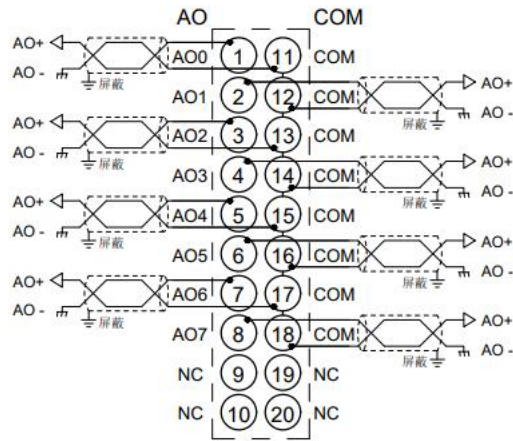 AO COM
AO+ AO0 1 11 COM
AO - 屏蔽
AO1 2 12 COM AO+
AO - 屏蔽
AO+ AO2 3 13 COM
AO - 屏蔽
AO3 4 14 COM AO+
AO - 屏蔽
AO+ AO4 5 15 COM
AO - 屏蔽
AO5 6 16 COM AO+
AO - 屏蔽
AO+ AO6 7 17 COM
AO - 屏蔽
AO7 8 18 COM AO+
AO - 屏蔽
NC 9 19 NC
NC 10 20 NC